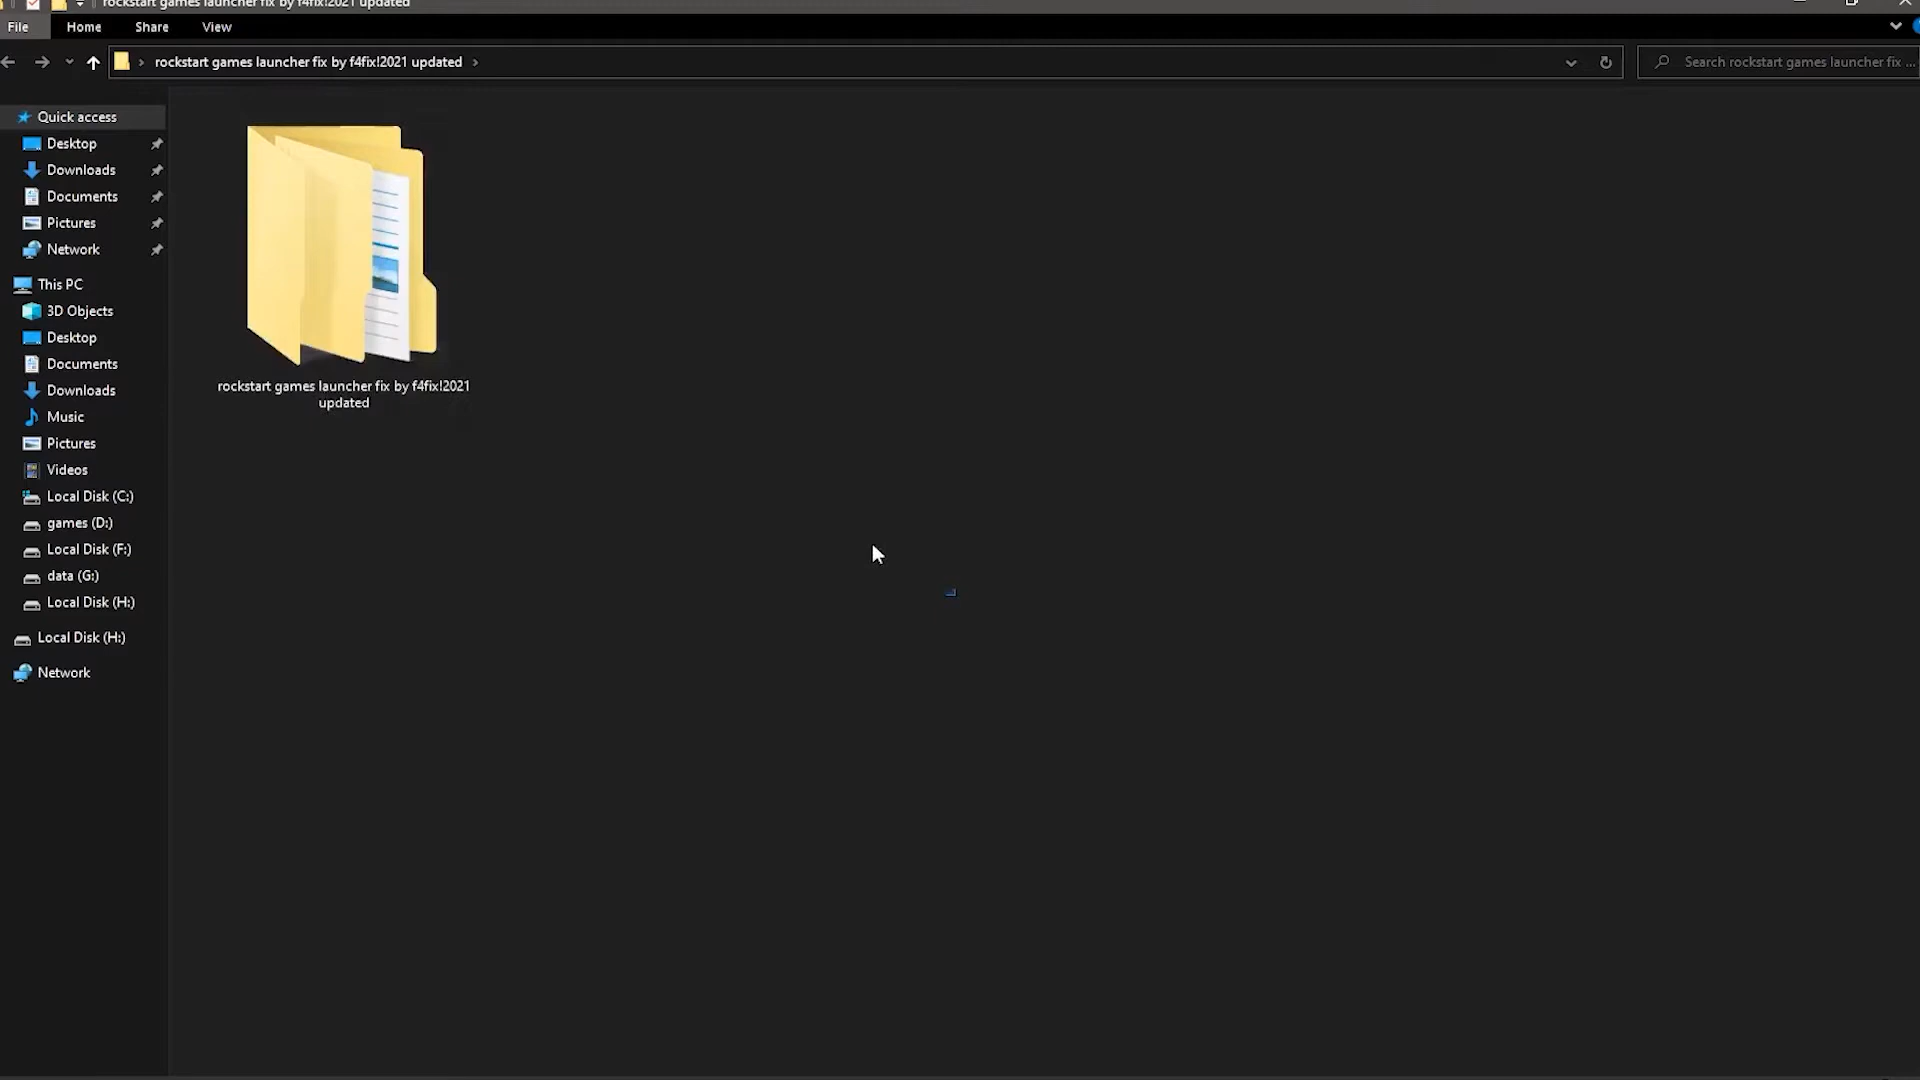 rockstart games launcher fix by f4fix!2021 updated
File Home Share View
rockstart games launcher fix by f4fix!2021 updated
Search rockstart games launcher fix ...
Quick access
Desktop
Downloads
Documents
Pictures
Network
This PC
3D Objects
Desktop
Documents
Downloads
Music
Pictures
Videos
Local Disk (C:)
games (D:)
Local Disk (F:)
data (G:)
Local Disk (H:)
Local Disk (H:)
Network
rockstart games launcher fix by f4fix!2021
updated